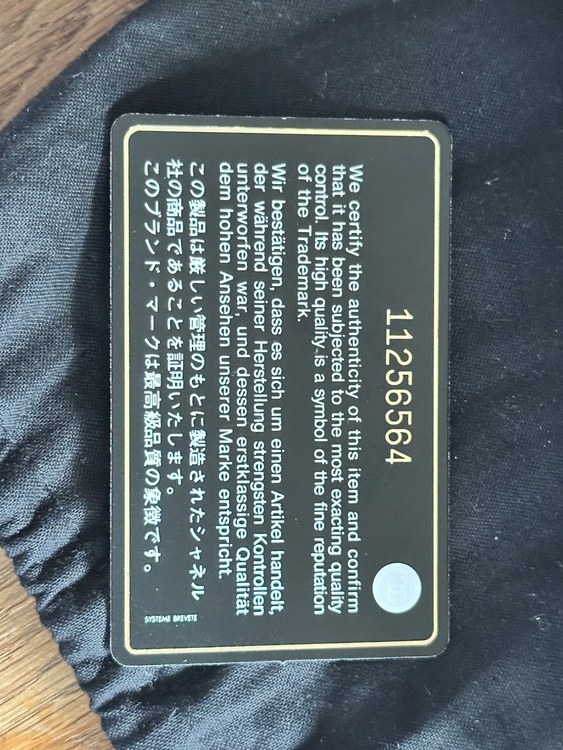 11256564
We certify the authenticity of this item and confirm
that it has been subjected to the most exacting quality
control. Its high quality is a symbol of the fine reputation
of the Trademark.
Wir bestätigen, dass es sich um einen Artikel handelt,
der während seiner Herstellung strengsten Kontrollen
unterworfen war, und dessen erstklassige Qualität
dem hohen Ansehen unserer Marke entspricht.
この製品は厳しい管理のもとに製造されたシャネル
社の商品であることを証明いたします。
このブランド・マークは最高級品質の象徴です。
SYSTEME BREVETE